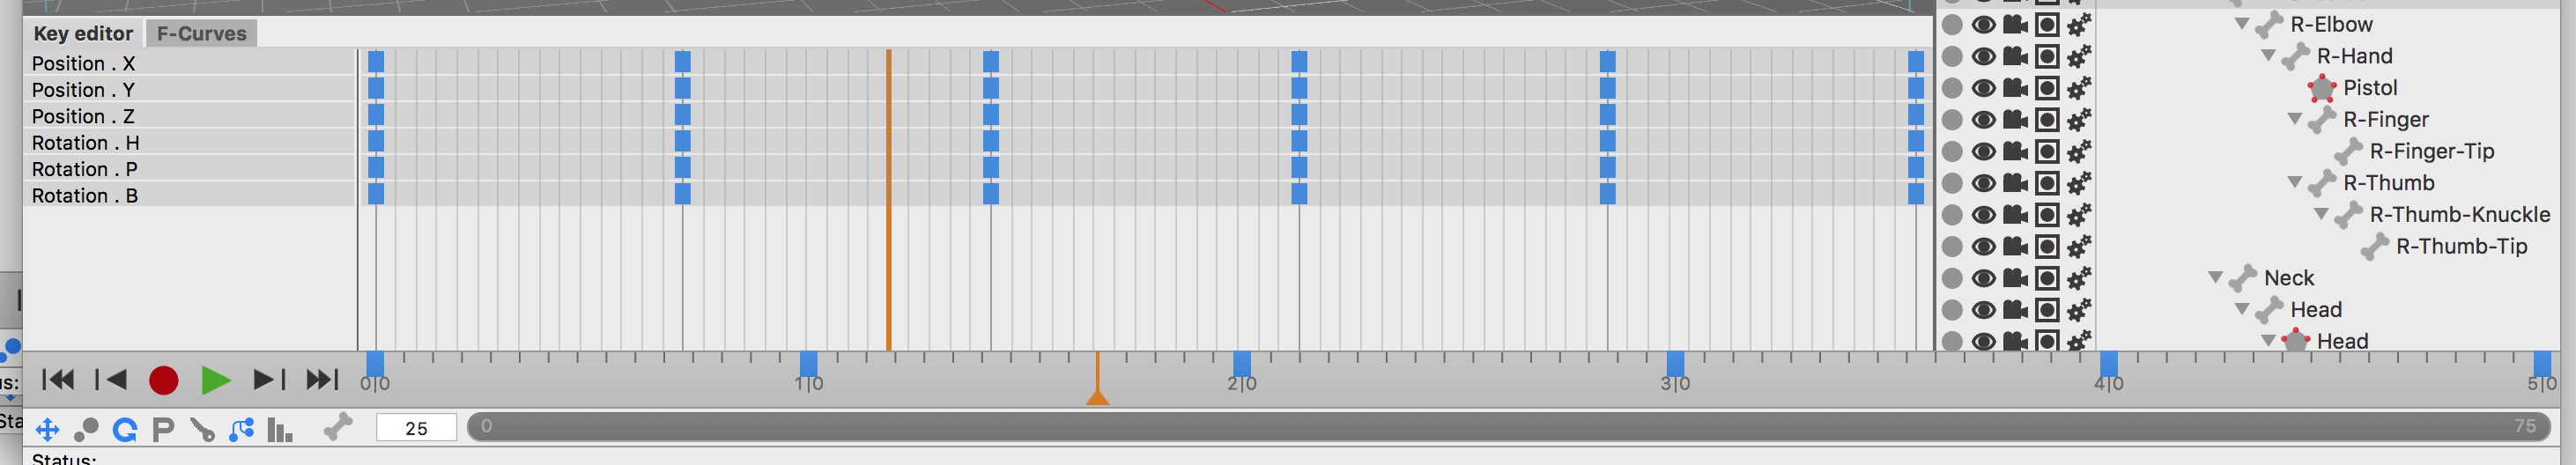 Key editor F-Curves
Position . X
Position . Y
Position . Z
Rotation . H
Rotation . P
Rotation . B
R-Elbow
R-Hand
Pistol
R-Finger
R-Finger-Tip
R-Thumb
R-Thumb-Knuckle
R-Thumb-Tip
Neck
Head
Head
s:
0|0 1|0 2|0 3|0 4|0 5|0
Sta
P 25 0 75
Status: